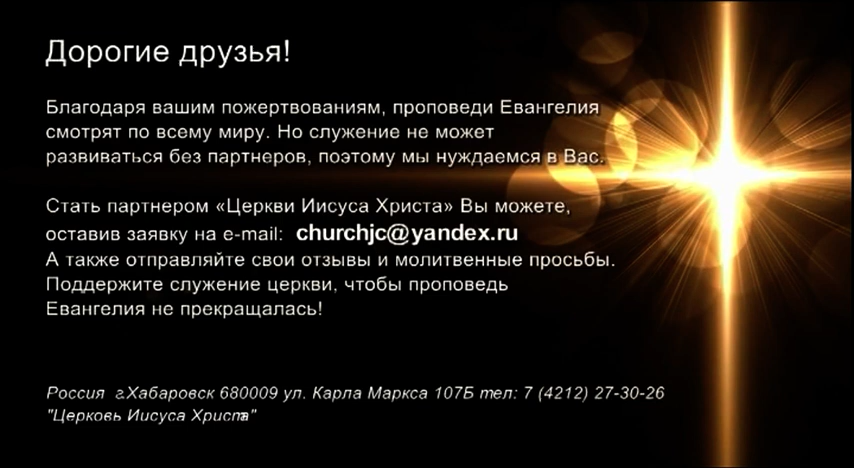 Дорогие друзья!
Благодаря вашим пожертвованиям, проповеди Евангелия
смотрят по всему миру. Но служение не может
развиваться без партнеров, поэтому мы нуждаемся в Вас.
Стать партнером «Церкви Иисуса Христа» Вы можете,
оставив заявку на e-mail: churchjc@yandex.ru
А также отправляйте свои отзывы и молитвенные просьбы.
Поддержите служение церкви, чтобы проповедь
Евангелия не прекращалась!
Россия г.Хабаровск 680009 ул. Карла Маркса 107Б тел: 7 (4212) 27-30-26
"Церковь Иисуса Христа"